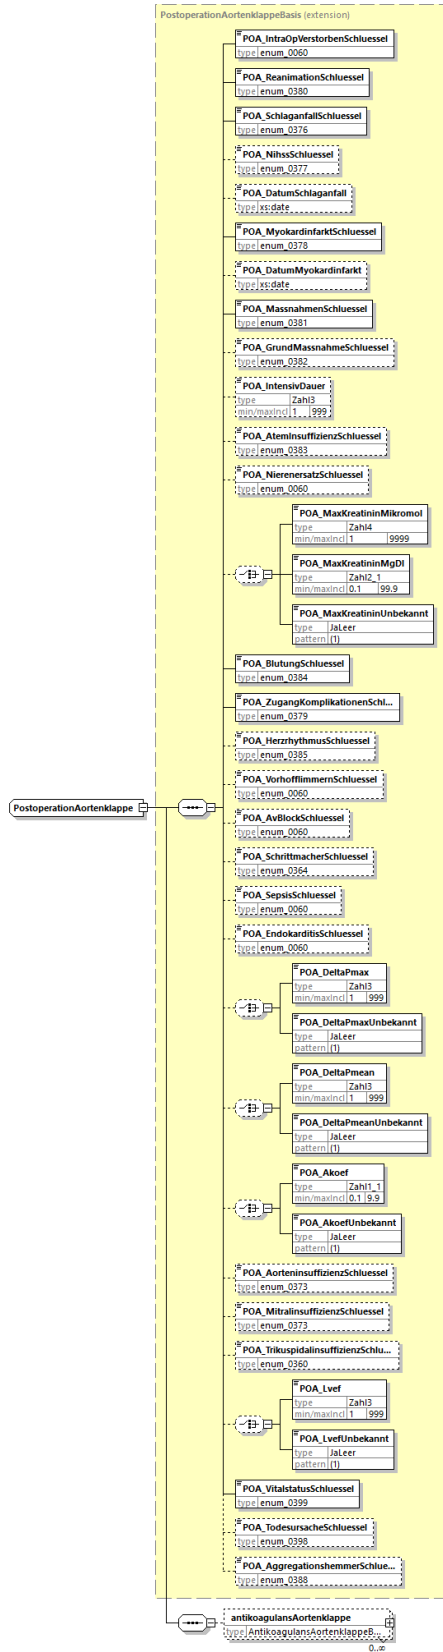 PostoperationAortenklappeBasis (extension)
POA_IntraOpVerstorbenSchluessel
type enum_0060
POA_ReanimationSchluessel
type enum_0380
POA_SchlaganfallSchluessel
type enum_0376
POA_NihssSchluessel
type enum_0377
POA_DatumSchlaganfall
type xs:date
POA_MyokardinfarktSchluessel
type enum_0378
POA_DatumMyokardinfarkt
type xs:date
POA_MassnahmenSchluessel
type enum_0381
POA_GrundMassnahmeSchluessel
type enum_0382
POA_IntensivDauer
type Zahl3
min/maxIncl 1 999
POA_AtemInsuffizienzSchluessel
type enum_0383
POA_NierenersatzSchluessel
type enum_0060
POA_MaxKreatininMikromol
type Zahl4
min/maxIncl 1 9999
POA_MaxKreatininMgDl
type Zahl2_1
min/maxIncl 0.1 99.9
POA_MaxKreatininUnbekannt
type JaLeer
pattern (1)
POA_BlutungSchluessel
type enum_0384
POA_ZugangKomplikationenSchl...
type enum_0379
POA_HerzrhythmusSchluessel
type enum_0385
POA_VorhofflimmernSchluessel
type enum_0060
PostoperationAortenklappe
POA_AvBlockSchluessel
type enum_0060
POA_SchrittmacherSchluessel
type enum_0364
POA_SepsisSchluessel
type enum_0060
POA_EndokarditisSchluessel
type enum_0060
POA_DeltaPmax
type Zahl3
min/maxIncl 1 999
POA_DeltaPmaxUnbekannt
type JaLeer
pattern (1)
POA_DeltaPmean
type Zahl3
min/maxIncl 1 999
POA_DeltaPmeanUnbekannt
type JaLeer
pattern (1)
POA_Akoef
type Zahl1_1
min/maxIncl 0.1 9.9
POA_AkoefUnbekannt
type JaLeer
pattern (1)
POA_AorteninsuffizienzSchluessel
type enum_0373
POA_MitralinsuffizienzSchluessel
type enum_0373
POA_TrikuspidalinsuffizienzSchlu...
type enum_0360
POA_Lvef
type Zahl3
min/maxIncl 1 999
POA_LvefUnbekannt
type JaLeer
pattern (1)
POA_VitalstatusSchluessel
type enum_0399
POA_TodesursacheSchluessel
type enum_0398
POA_AggregationshemmerSchlue...
type enum_0388
antikoagulansAortenklappe
type AntikoagulansAortenklappeB...
0..∞